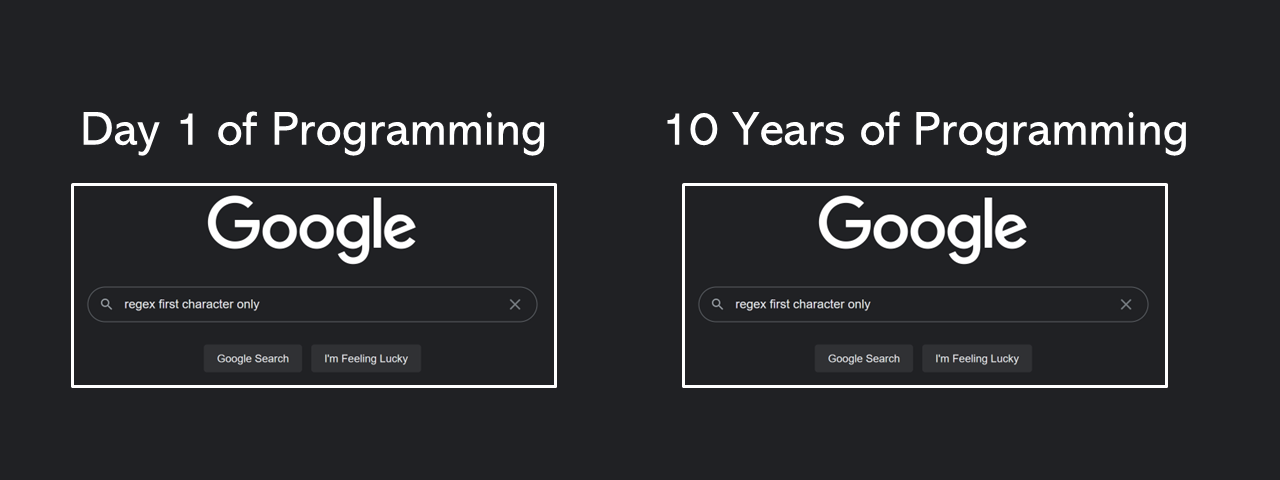 Day 1 of Programming
Google
regex first character only
Google Search
I'm Feeling Lucky
10 Years of Programming
Google
regex first character only
Google Search
I'm Feeling Lucky